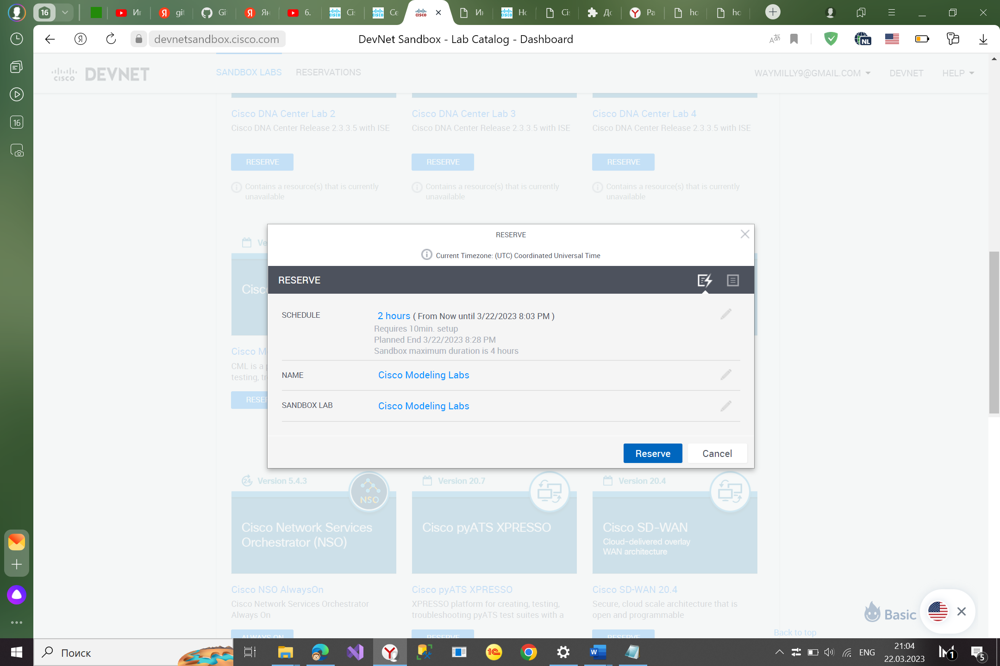 16
Иг
git
Gi
Ян
6.
Ci
Се
Ин
Но
Ci
До
Ра
ho
ho
devnetsandbox.cisco.com
DevNet Sandbox - Lab Catalog - Dashboard
NL
16
cisco DEVNET
SANDBOX LABS
RESERVATIONS
WAYMILLY9@GMAIL.COM
DEVNET
HELP
Cisco DNA Center Lab 2
Cisco DNA Center Lab 3
Cisco DNA Center Lab 4
Cisco DNA Center Release 2.3.3.5 with ISE
Cisco DNA Center Release 2.3.3.5 with ISE
Cisco DNA Center Release 2.3.3.5 with ISE
RESERVE
RESERVE
RESERVE
Contains a resource(s) that is currently
unavailable
Contains a resource(s) that is currently
unavailable
Contains a resource(s) that is currently
unavailable
Ve
Cisc
Cisco M
CML is a p
testing, tr
RESER
RESERVE
Current Timezone: (UTC) Coordinated Universal Time
RESERVE
SCHEDULE
2 hours ( From Now until 3/22/2023 8:03 PM )
Requires 10min. setup
Planned End 3/22/2023 8:28 PM
Sandbox maximum duration is 4 hours
NAME
Cisco Modeling Labs
SANDBOX LAB
Cisco Modeling Labs
Reserve
Cancel
24
Version 5.4.3
NSO
Version 20.7
Version 20.4
Cisco Network Services
Orchestrator (NSO)
Cisco pyATS XPRESSO
Cisco SD-WAN
Cloud-delivered overlay
WAN architecture
Cisco NSO AlwaysOn
Cisco Network Services Orchestrator
Always On
Cisco pyATS XPRESSO
XPRESSO platform for creating, testing,
troubleshooting pyATS test suites with a
Cisco SD-WAN 20.4
Secure, cloud scale architecture that is
open and programmable
ALWAYS ON
RESERVE
RESERVE
Basic
Back to top
Поиск
ENG
21:04
22.03.2023
1
5